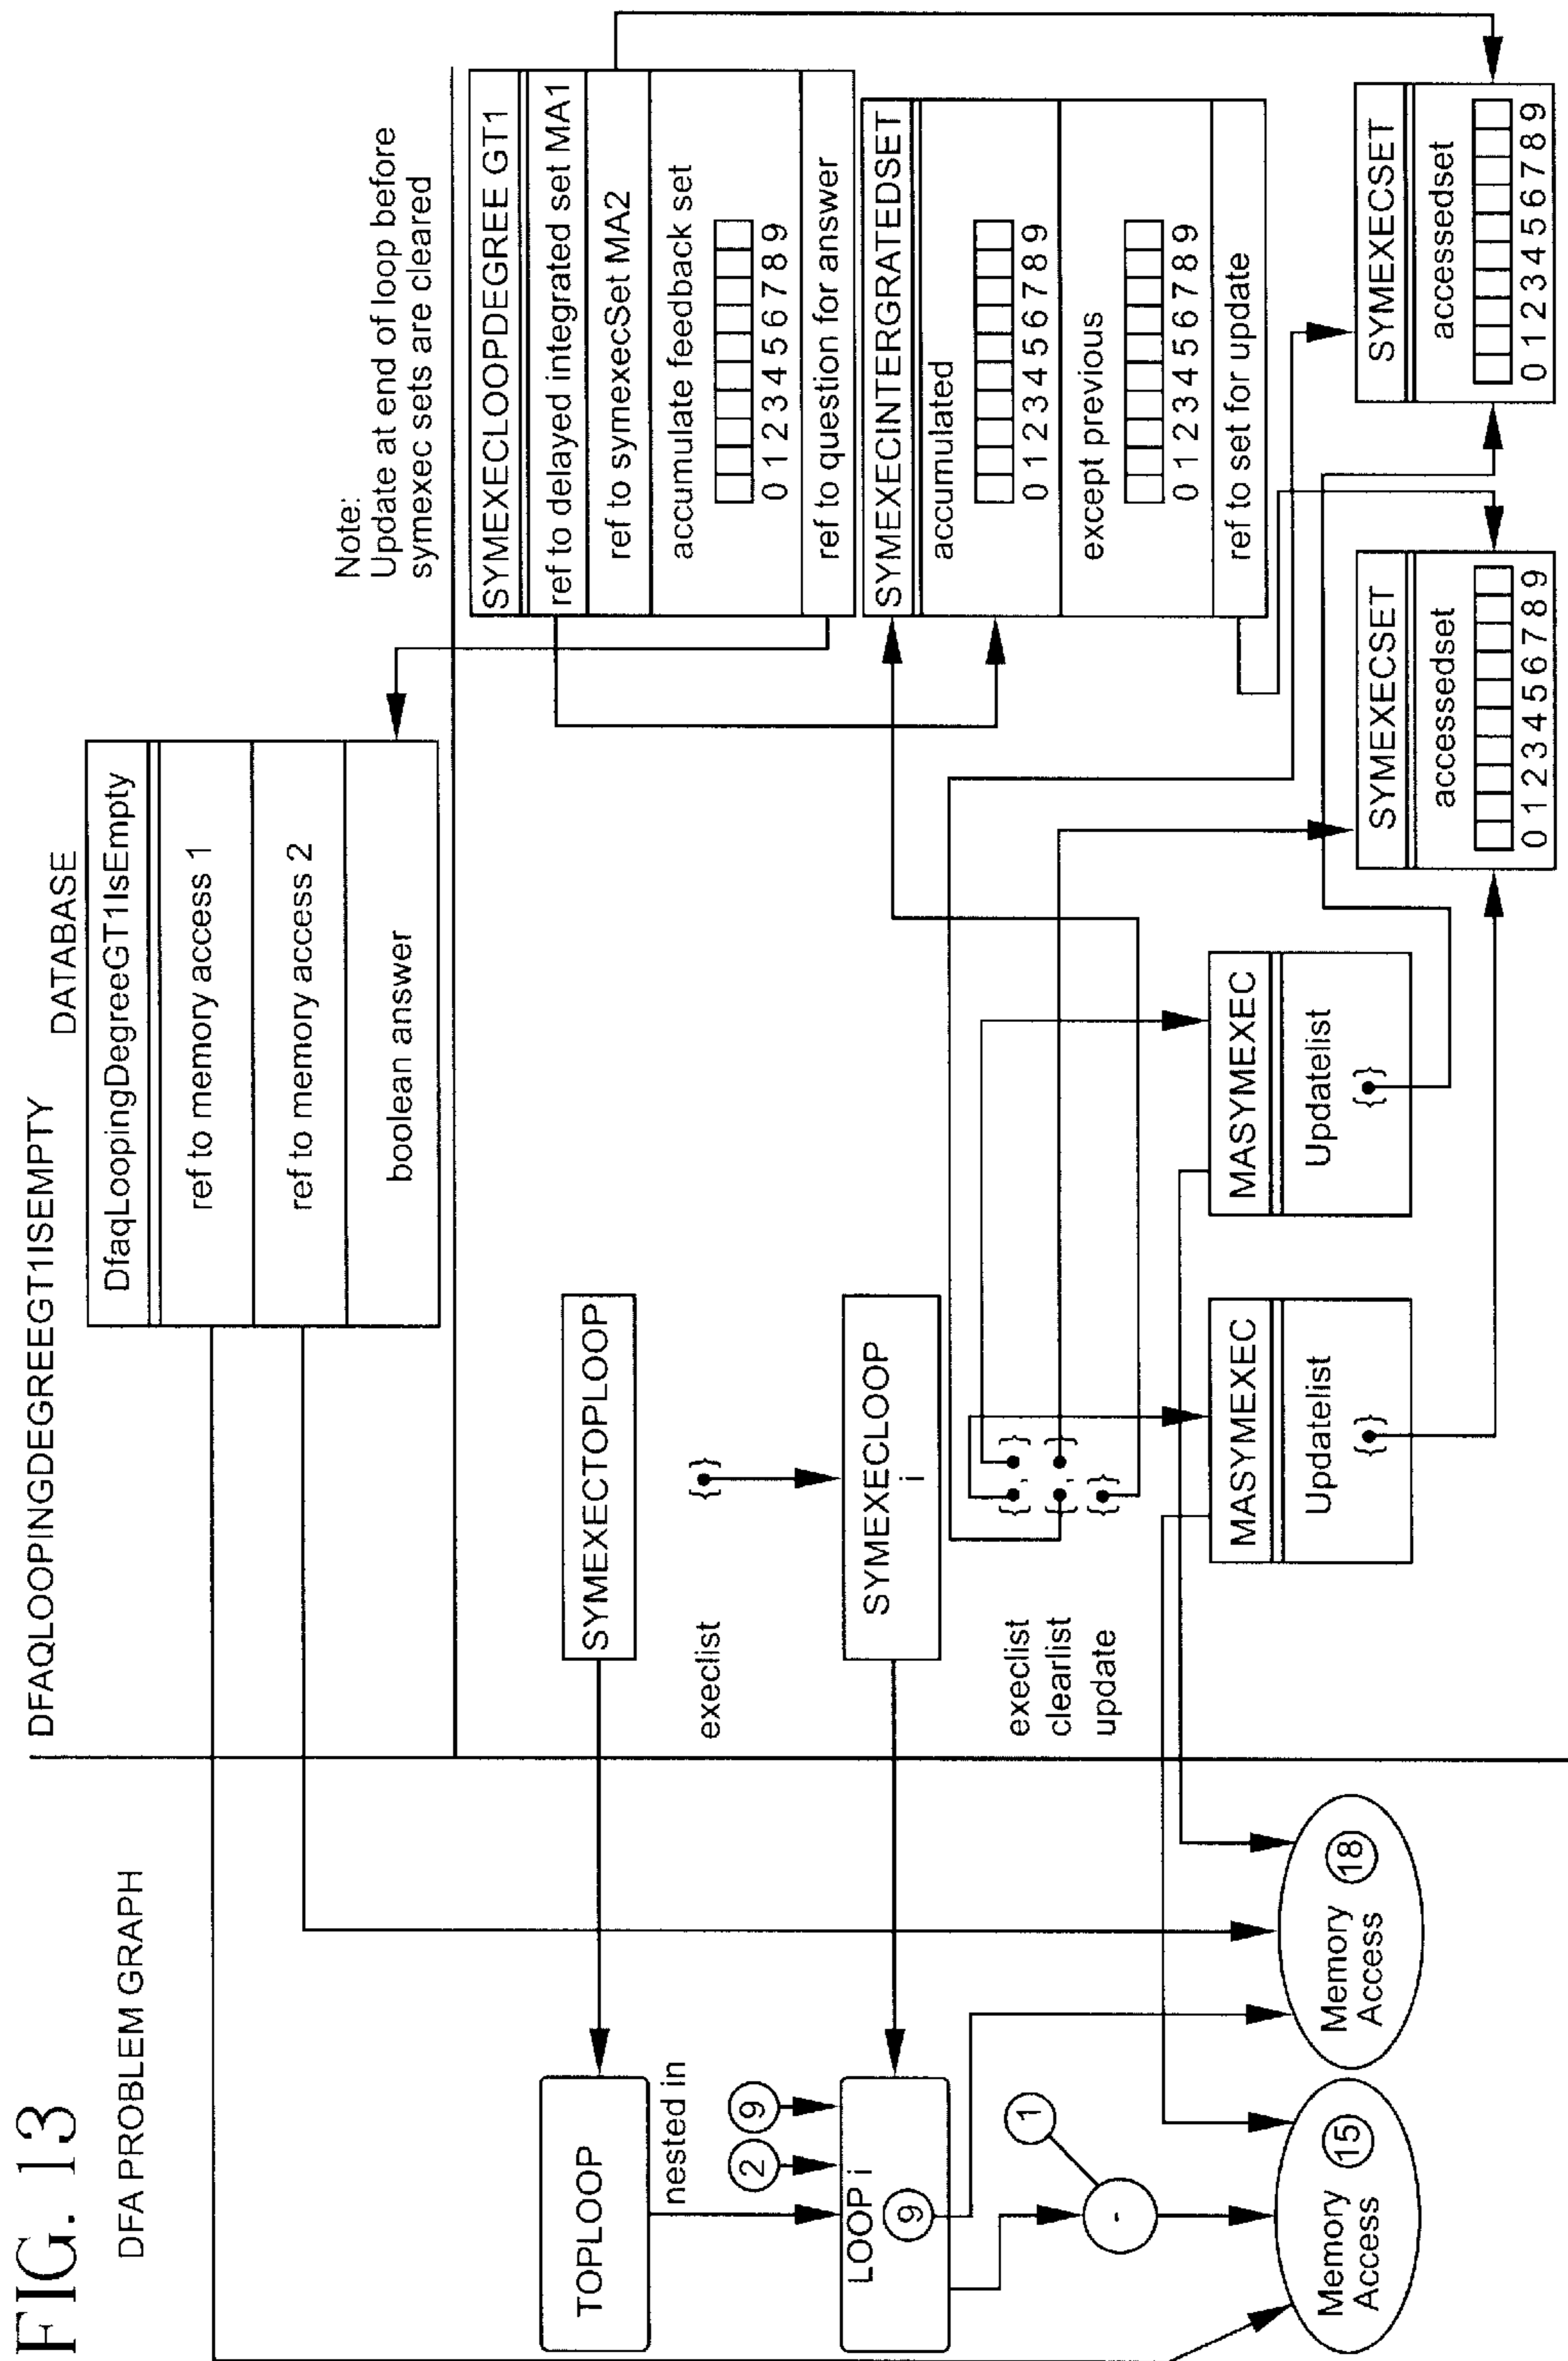 FIG. 13
DFA PROBLEM GRAPH
TOPLOOP
nested in
2
9
LOOP i
9
1
-
Memory
Access
15
Memory
Access
18
DFAQLOOPINGDEGREEGT1ISEMPTY
DATABASE
DfaqLoopingDegreeGT1IsEmpty
ref to memory access 1
ref to memory access 2
boolean answer
SYMEXECTOPLOOP
execlist
{ }
SYMEXECLOOP
i
execlist
clearlist
update
{ , }
{ , }
{ }
MASYMEXEC
Updatelist
{ }
MASYMEXEC
Updatelist
{ }
Note:
Update at end of loop before
symexec sets are cleared
SYMEXECLOOPDEGREE GT1
ref to delayed integrated set MA1
ref to symexecSet MA2
accumulate feedback set
0 1 2 3 4 5 6 7 8 9
ref to question for answer
SYMEXECINTERGRATEDSET
accumulated
0 1 2 3 4 5 6 7 8 9
except previous
0 1 2 3 4 5 6 7 8 9
ref to set for update
SYMEXECSET
accessedset
0 1 2 3 4 5 6 7 8 9
SYMEXECSET
accessedset
0 1 2 3 4 5 6 7 8 9